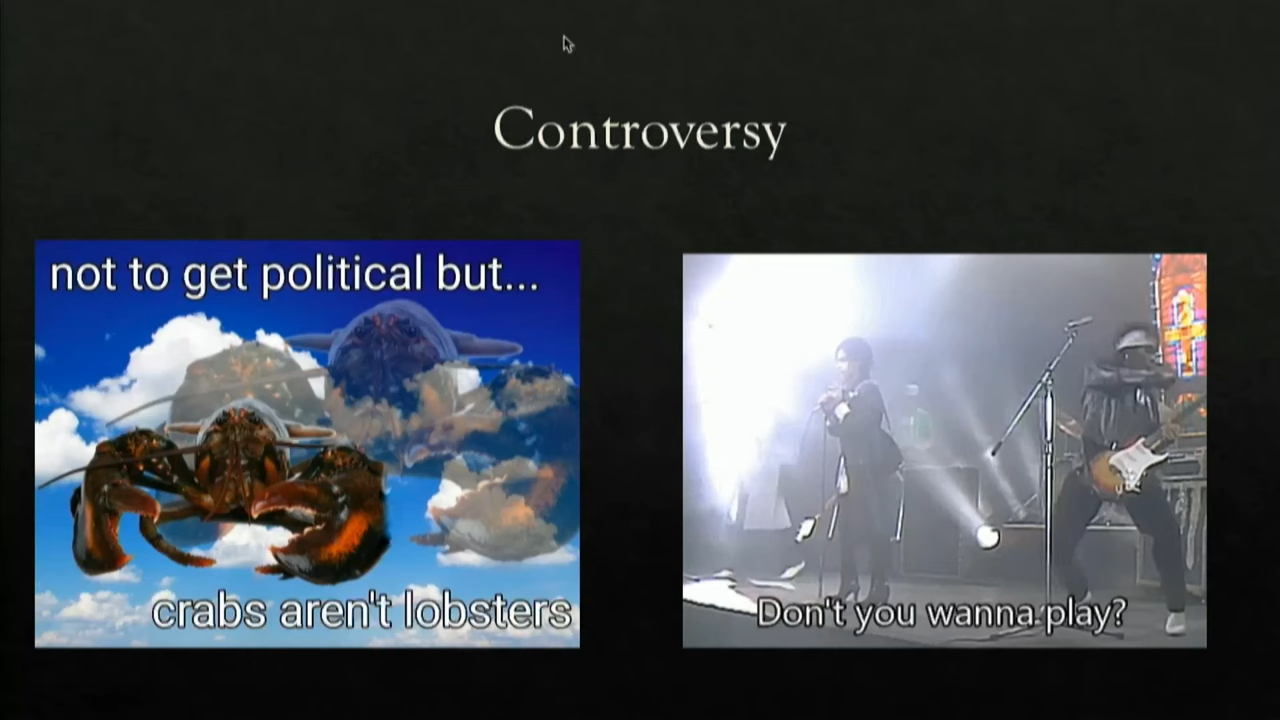 Controversy
not to get political but...
crabs aren't lobsters
Don't you wanna play?